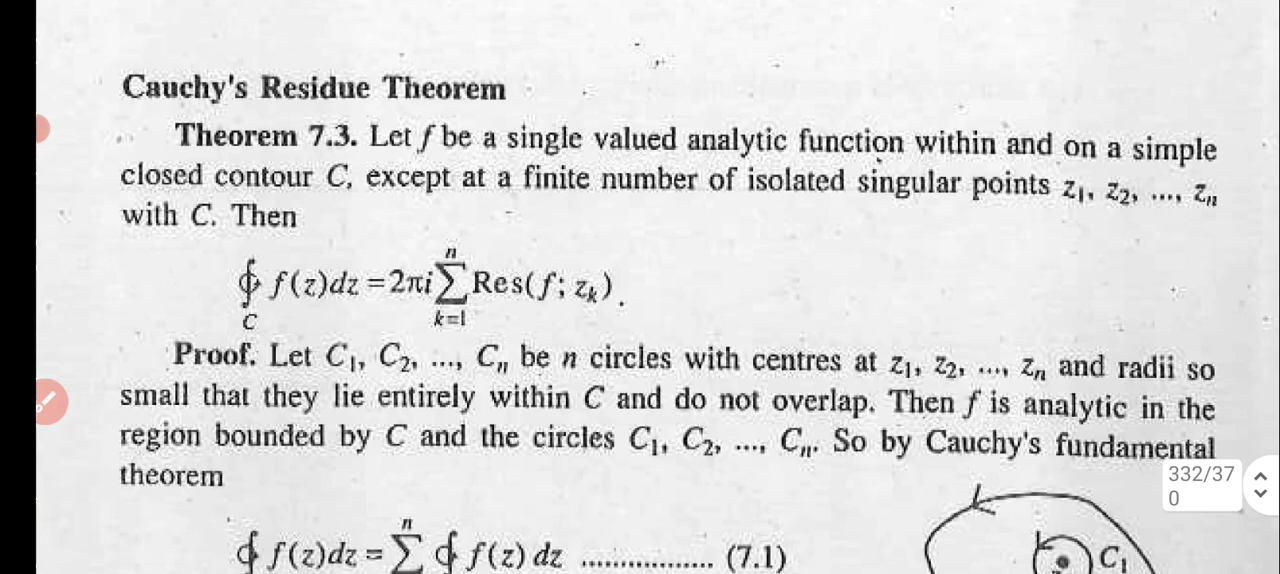 Cauchy's Residue Theorem
Theorem 7.3. Let f be a single valued analytic function within and on a simple
closed contour C, except at a finite number of isolated singular points z₁, z₂, ...., zₙ
with C. Then
∮_C f(z)dz = 2πi ∑_{k=1}^{n} Res(f; zₖ).
Proof. Let C₁, C₂, ..., Cₙ be n circles with centres at z₁, z₂, ...., zₙ and radii so
small that they lie entirely within C and do not overlap. Then f is analytic in the
region bounded by C and the circles C₁, C₂, ..., Cₙ. So by Cauchy's fundamental
theorem
332/37
0
∮ f(z)dz = ∑^{n} ∮ f(z) dz ................. (7.1)
C₁